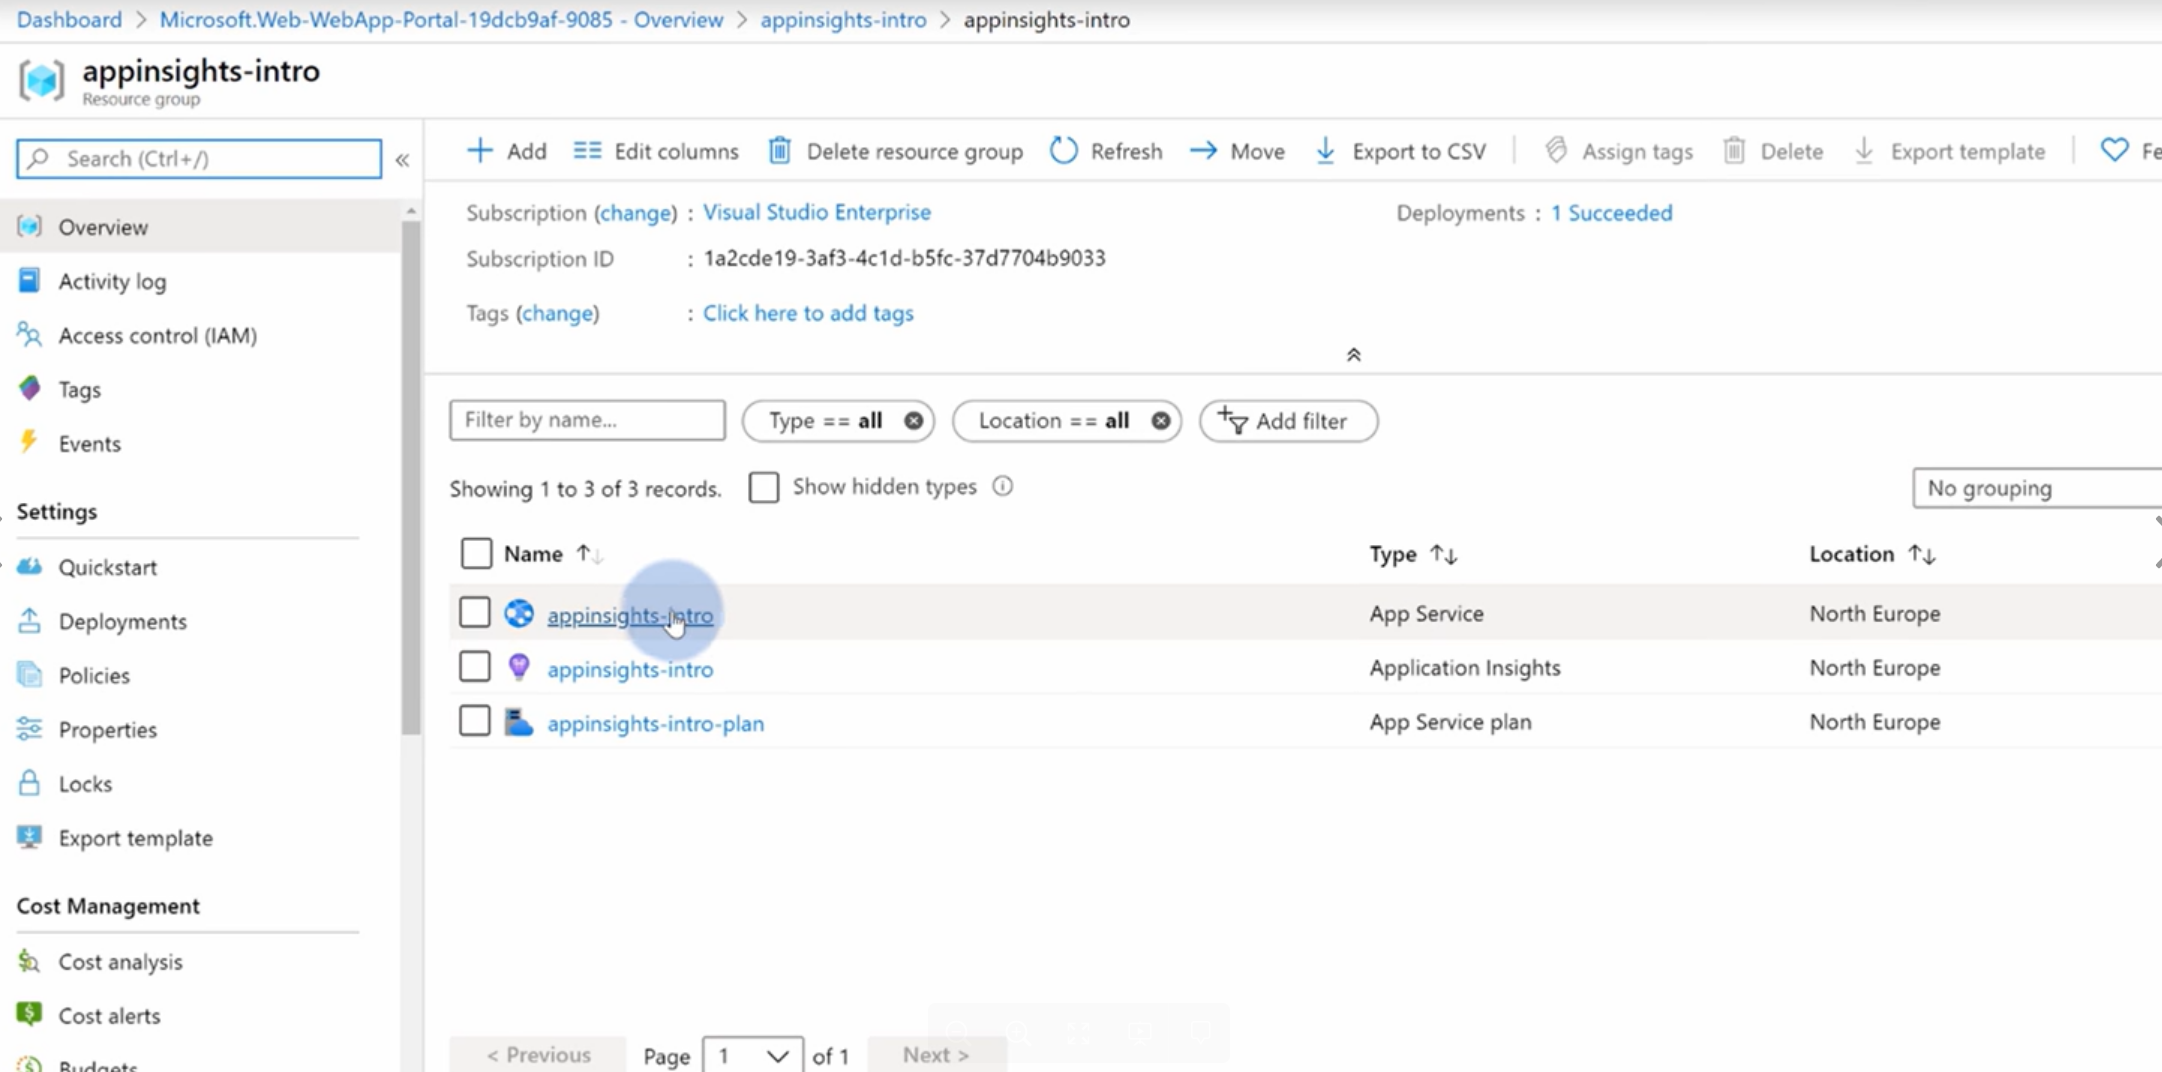 Dashboard > Microsoft.Web-WebApp-Portal-19dcb9af-9085 - Overview > appinsights-intro > appinsights-intro
appinsights-intro
Resource group
Search (Ctrl+/)
«
Overview
Activity log
Access control (IAM)
Tags
Events
Settings
Quickstart
Deployments
Policies
Properties
Locks
Export template
Cost Management
Cost analysis
Cost alerts
Budgets
Add Edit columns Delete resource group Refresh Move Export to CSV Assign tags Delete Export template Fe
Subscription (change) : Visual Studio Enterprise Deployments : 1 Succeeded
Subscription ID : 1a2cde19-3af3-4c1d-b5fc-37d7704b9033
Tags (change) : Click here to add tags
Filter by name... Type == all Location == all Add filter
Showing 1 to 3 of 3 records. Show hidden types No grouping
Name ↑↓ Type ↑↓ Location ↑↓
appinsights-intro App Service North Europe
appinsights-intro Application Insights North Europe
appinsights-intro-plan App Service plan North Europe
< Previous Page 1 of 1 Next >